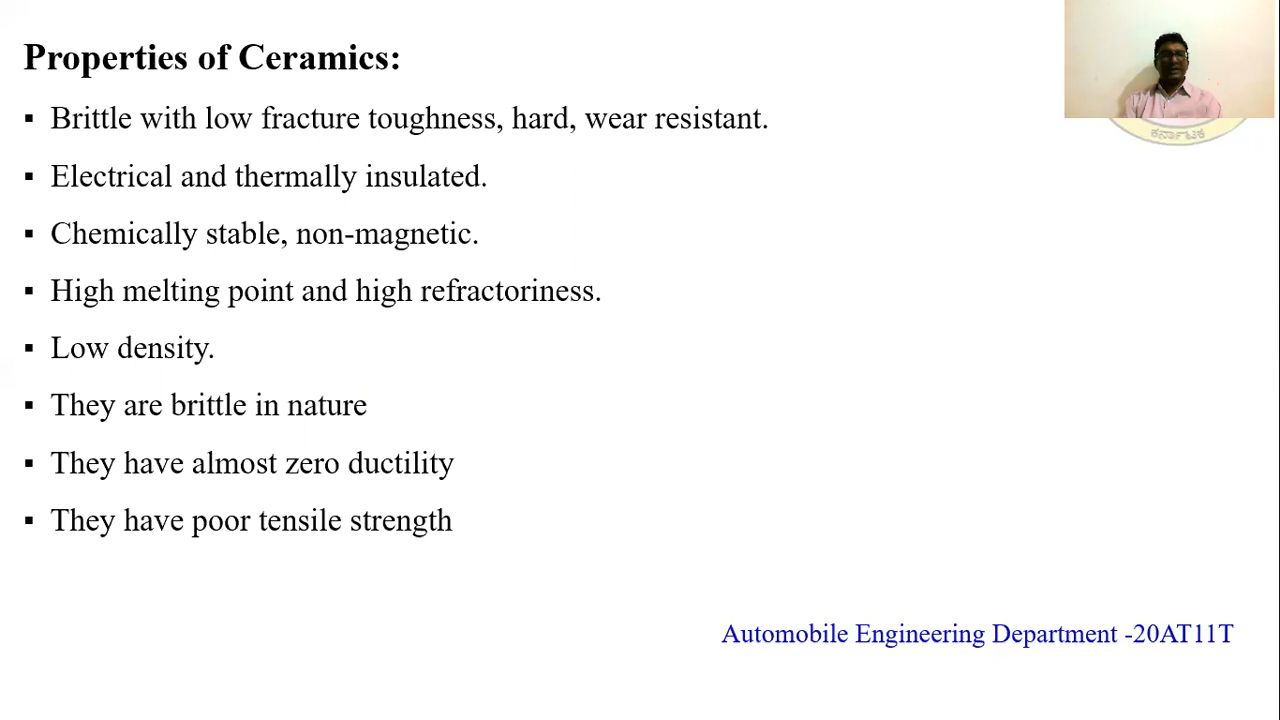 Properties of Ceramics:
▪ Brittle with low fracture toughness, hard, wear resistant.
▪ Electrical and thermally insulated.
▪ Chemically stable, non-magnetic.
▪ High melting point and high refractoriness.
▪ Low density.
▪ They are brittle in nature
▪ They have almost zero ductility
▪ They have poor tensile strength
ಕರ್ನಾಟಕ
Automobile Engineering Department -20AT11T